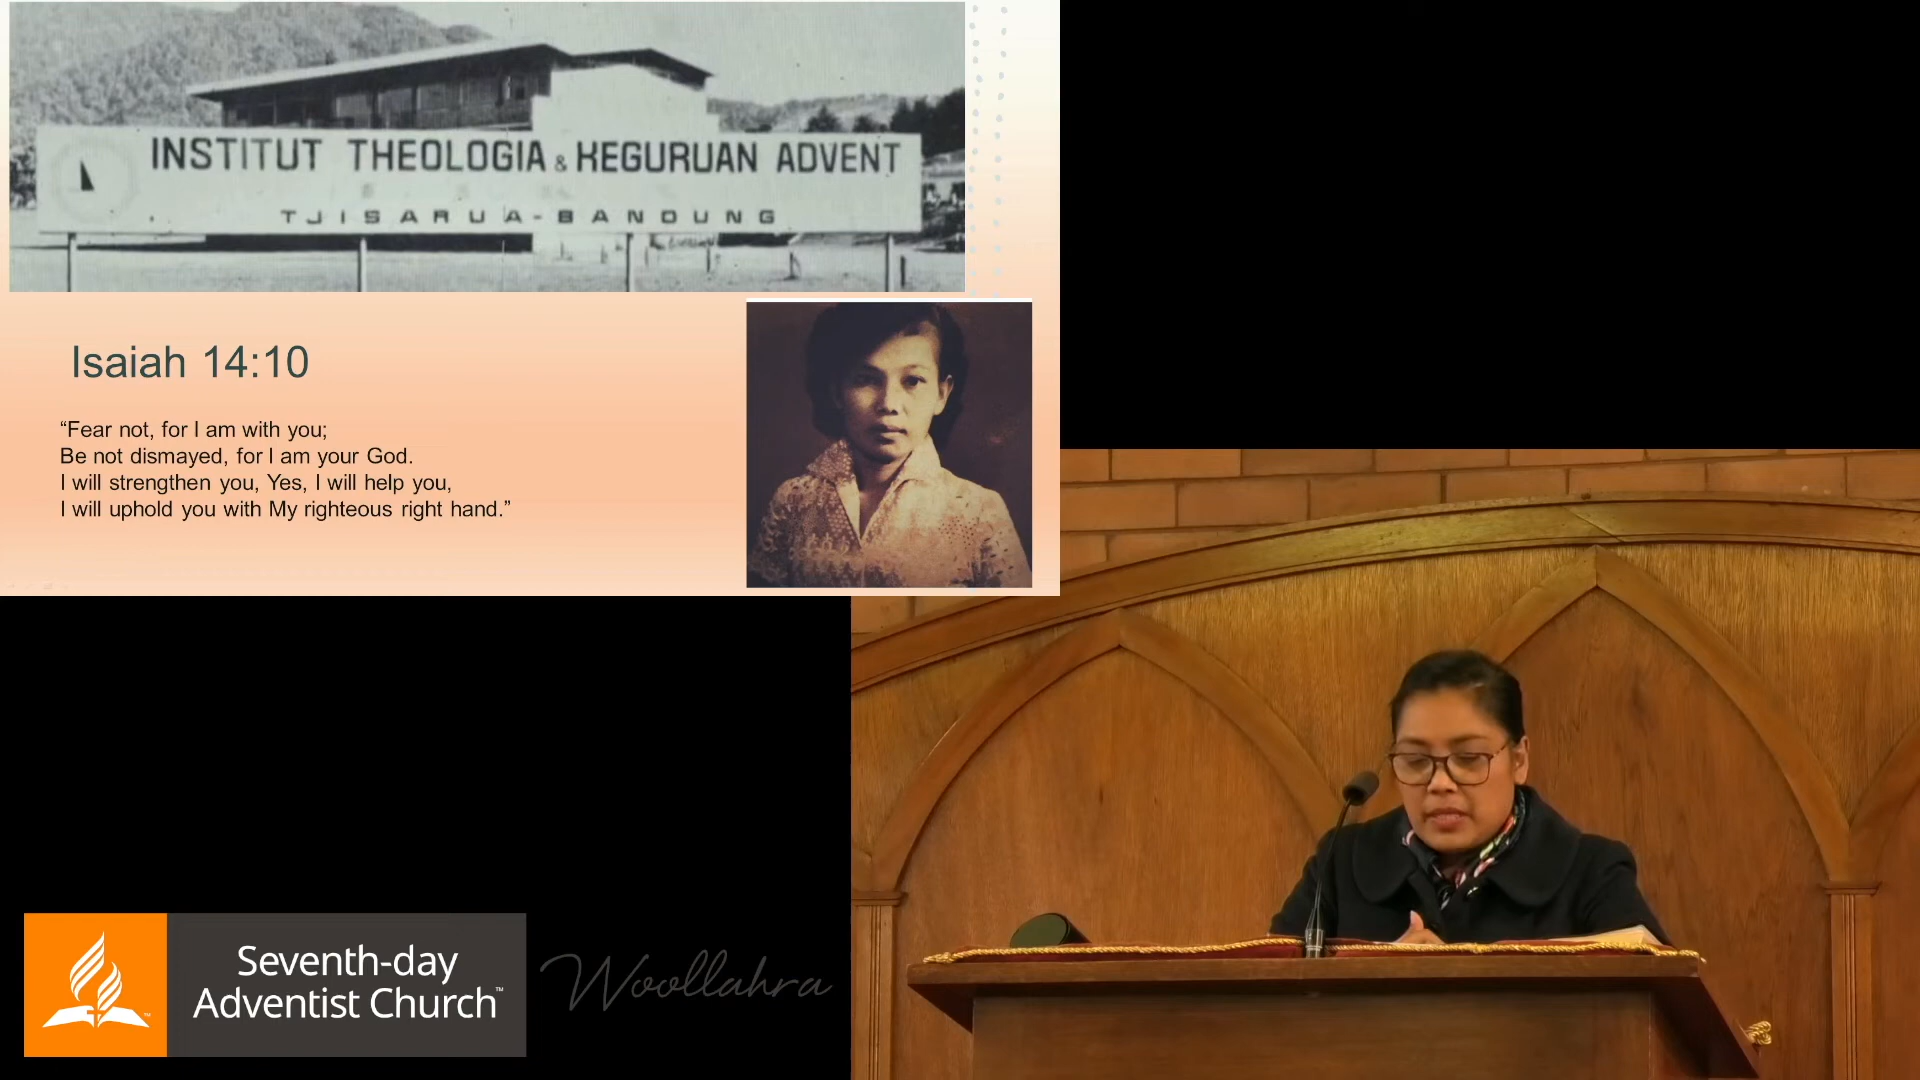 INSTITUT THEOLOGIA & KEGURUAN ADVENT
TJISARUA-BANDUNG
Isaiah 14:10
“Fear not, for I am with you;
Be not dismayed, for I am your God.
I will strengthen you, Yes, I will help you,
I will uphold you with My righteous right hand.”
Seventh-day
Adventist Church™
Woollahra